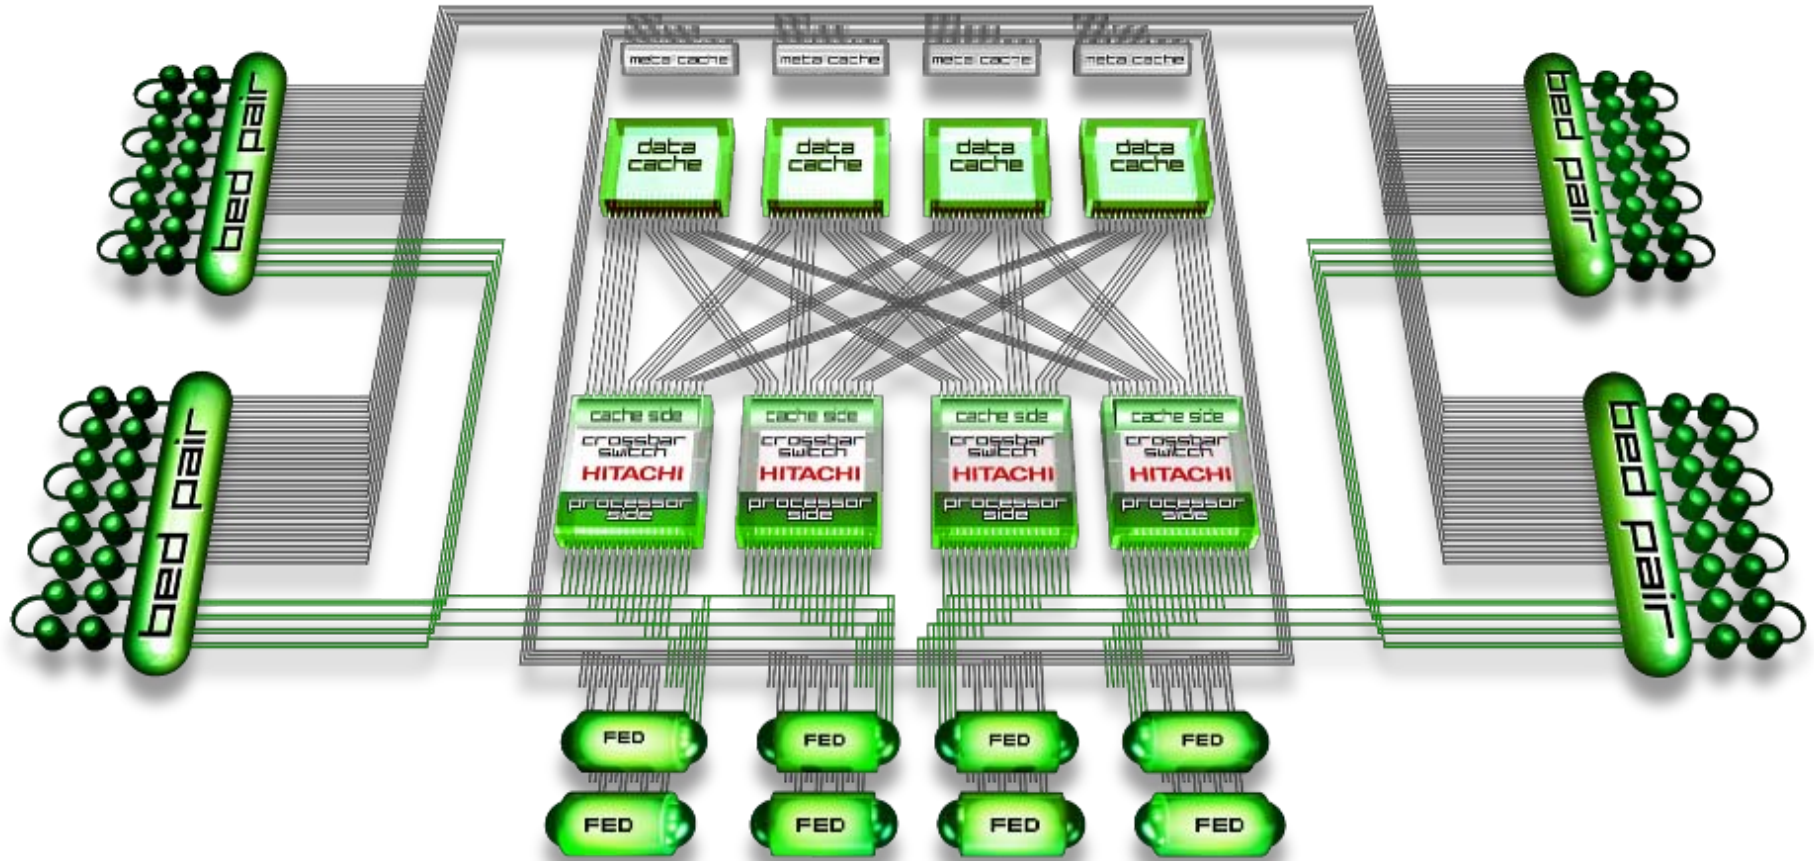 meta cache
meta cache
meta cache
meta cache
bed pair
bed pair
data
cache
data
cache
data
cache
data
cache
bed pair
bed pair
cache side
crossbar
switch
HITACHI
processor
side
cache side
crossbar
switch
HITACHI
processor
side
cache side
crossbar
switch
HITACHI
processor
side
cache side
crossbar
switch
HITACHI
processor
side
FED
FED
FED
FED
FED
FED
FED
FED